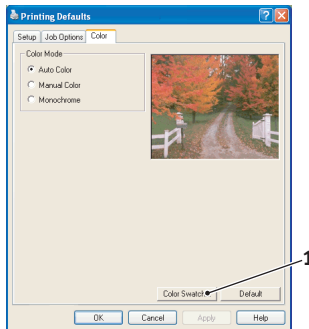 Printing Defaults
Setup Job Options Color
Color Mode
Auto Color
Manual Color
Monochrome
1
Color Swatch Default
OK Cancel Apply Help